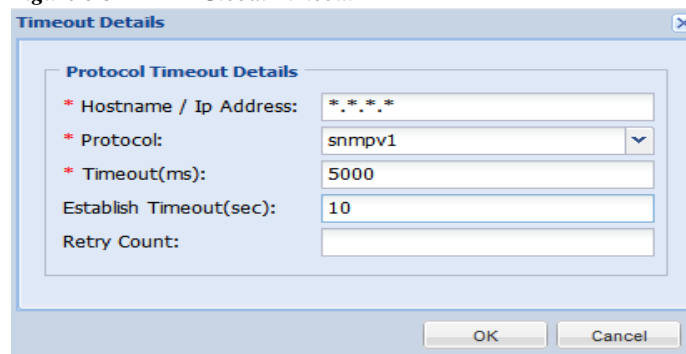 Timeout Details
Protocol Timeout Details
* Hostname / Ip Address: *.*.*.*
* Protocol: snmpv1
* Timeout(ms): 5000
Establish Timeout(sec): 10
Retry Count:
OK Cancel